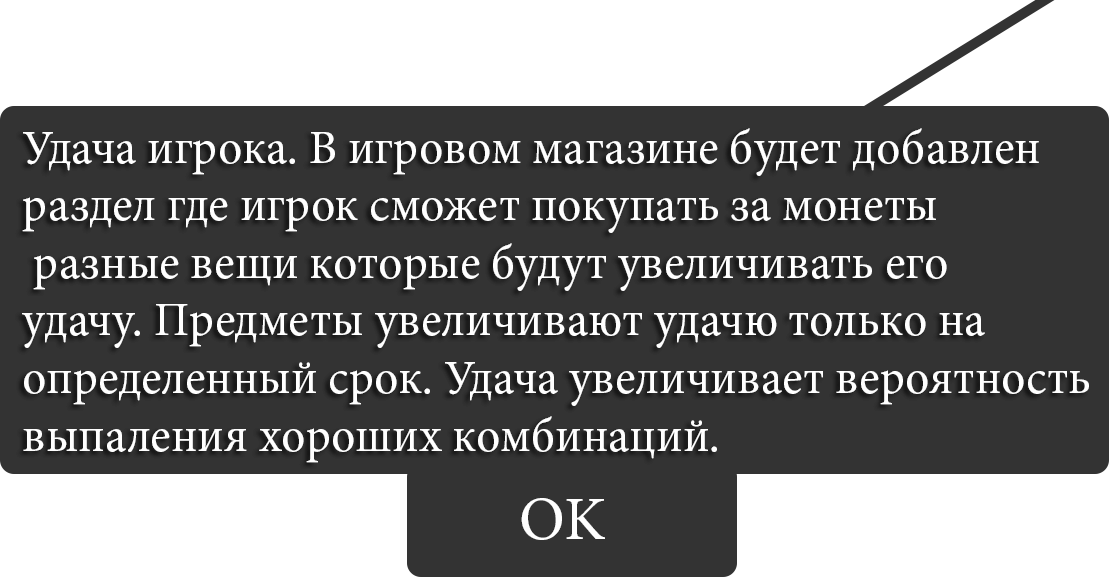 Удача игрока. В игровом магазине будет добавлен
раздел где игрок сможет покупать за монеты
разные вещи которые будут увеличивать его
удачу. Предметы увеличивают удачю только на
определенный срок. Удача увеличивает вероятность
выпаления хороших комбинаций.
OK